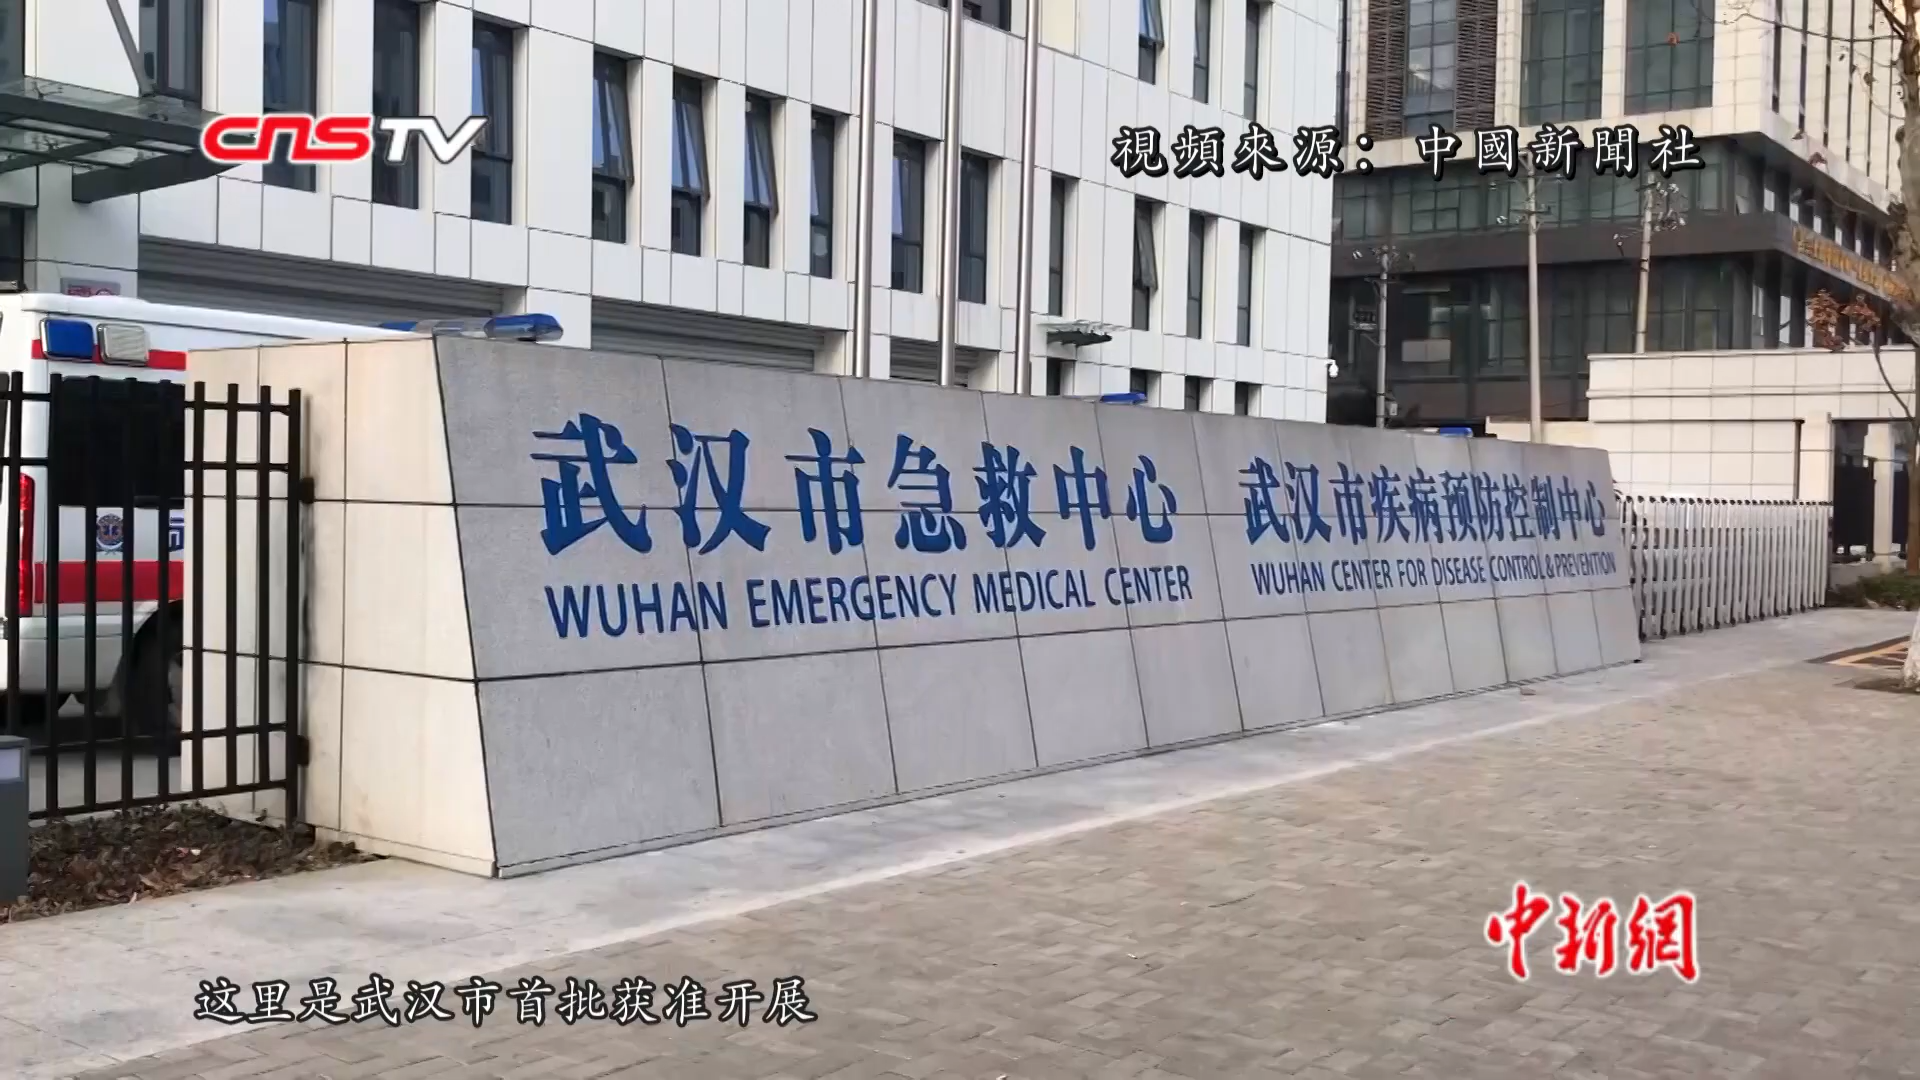 CNSTV
視頻來源：中國新聞社
武汉市急救中心
WUHAN EMERGENCY MEDICAL CENTER
武汉市疾病预防控制中心
WUHAN CENTER FOR DISEASE CONTROL & PREVENTION
中新網
这里是武汉市首批获准开展